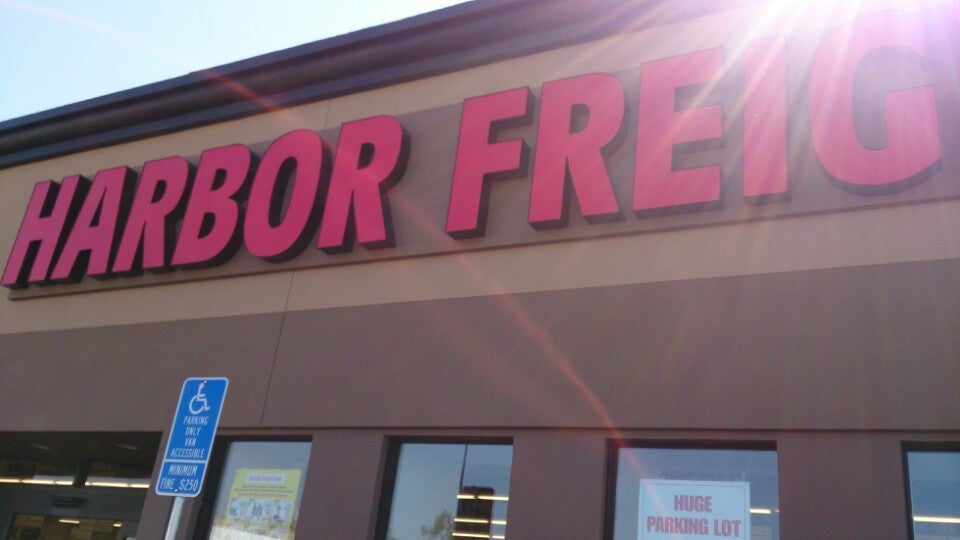 HARBOR FREIG
PARKING
ONLY
VAN
ACCESSIBLE
MINIMUM
FINE $250
HUGE
PARKING LOT